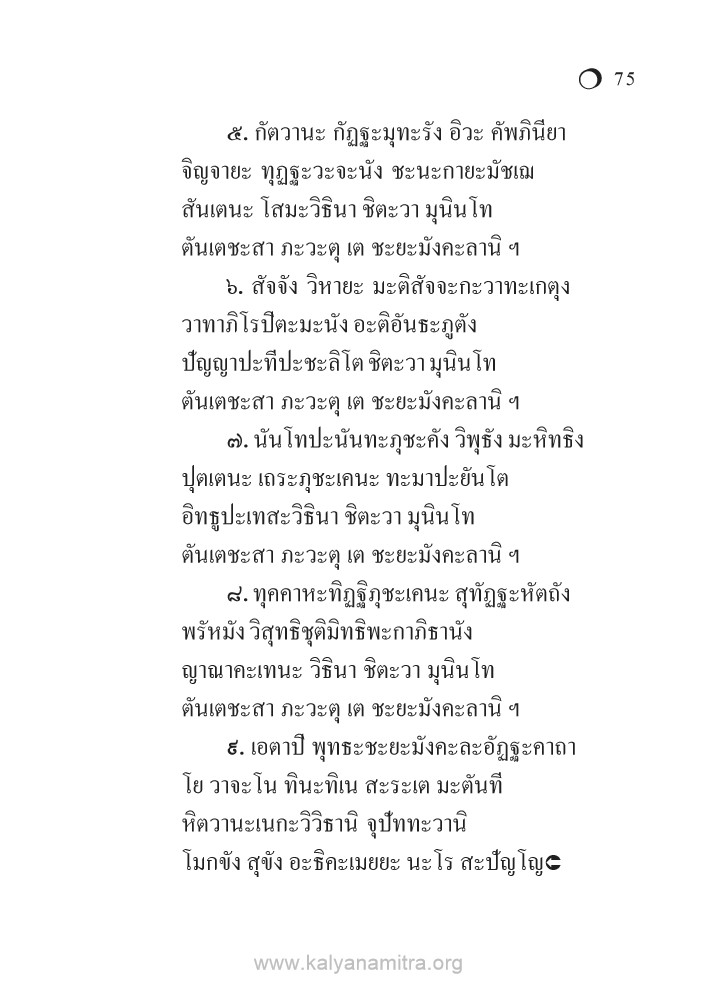 75
๕. กัตวานะ กัฏฐะมุทะรัง อิวะ คัพภินียา
จิญจายะ ทุฏฐะวะจะนัง ชะนะกายะมัชเฌ
สันเตนะ โสมะวิธินา ชิตะวา มุนินโท
ตันเตชะสา ภะวะตุ เต ชะยะมังคะลานิ ฯ
๖. สัจจัง วิหายะ มะติสัจจะกะวาทะเกตุง
วาทาภิโรปิตะมะนัง อะติอันธะภูตัง
ปัญญาปะทีปะชะลิโต ชิตะวา มุนินโท
ตันเตชะสา ภะวะตุ เต ชะยะมังคะลานิ ฯ
๗. นันโทปะนันทะภุชะคัง วิพุธัง มะหิทธิง
ปุตเตนะ เถระภุชะเคนะ ทะมาปะยันโต
อิทธูปะเทสะวิธินา ชิตะวา มุนินโท
ตันเตชะสา ภะวะตุ เต ชะยะมังคะลานิ ฯ
๘. ทุคคาหะทิฏฐิภุชะเคนะ สุทัฏฐะหัตถัง
พรัหมัง วิสุทธิชุติมิทธิพะกาภิธานัง
ญาณาคะเทนะ วิธินา ชิตะวา มุนินโท
ตันเตชะสา ภะวะตุ เต ชะยะมังคะลานิ ฯ
๙. เอตาปิ พุทธะชะยะมังคะละอัฏฐะคาถา
โย วาจะโน ทินะทิเน สะระเต มะตันที
หิตวานะเนกะวิวิธานิ จุปัททะวานิ
โมกขัง สุขัง อะธิคะเมยยะ นะโร สะปัญโญ
www.kalyanamitra.org